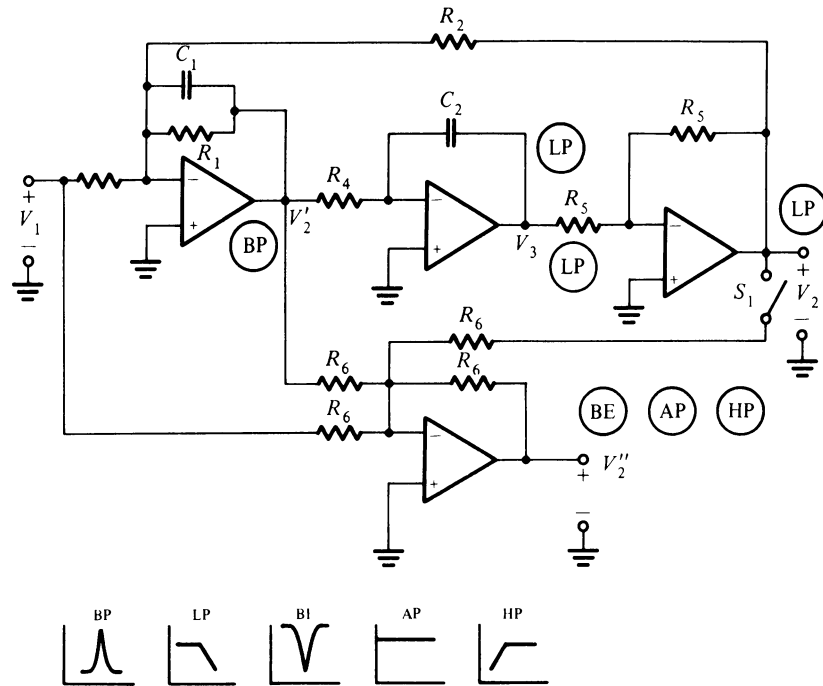 R₂
C₁
C₂
R₅
LP
R₁
+
V₁
−
−
+
R₄
V₂′
BP
−
+
V₃
R₅
LP
−
+
LP
S₁
+
V₂
−
R₆
R₆
R₆
R₆
−
+
BE
AP
HP
V₂″
+
−
BP
LP
BI
AP
HP